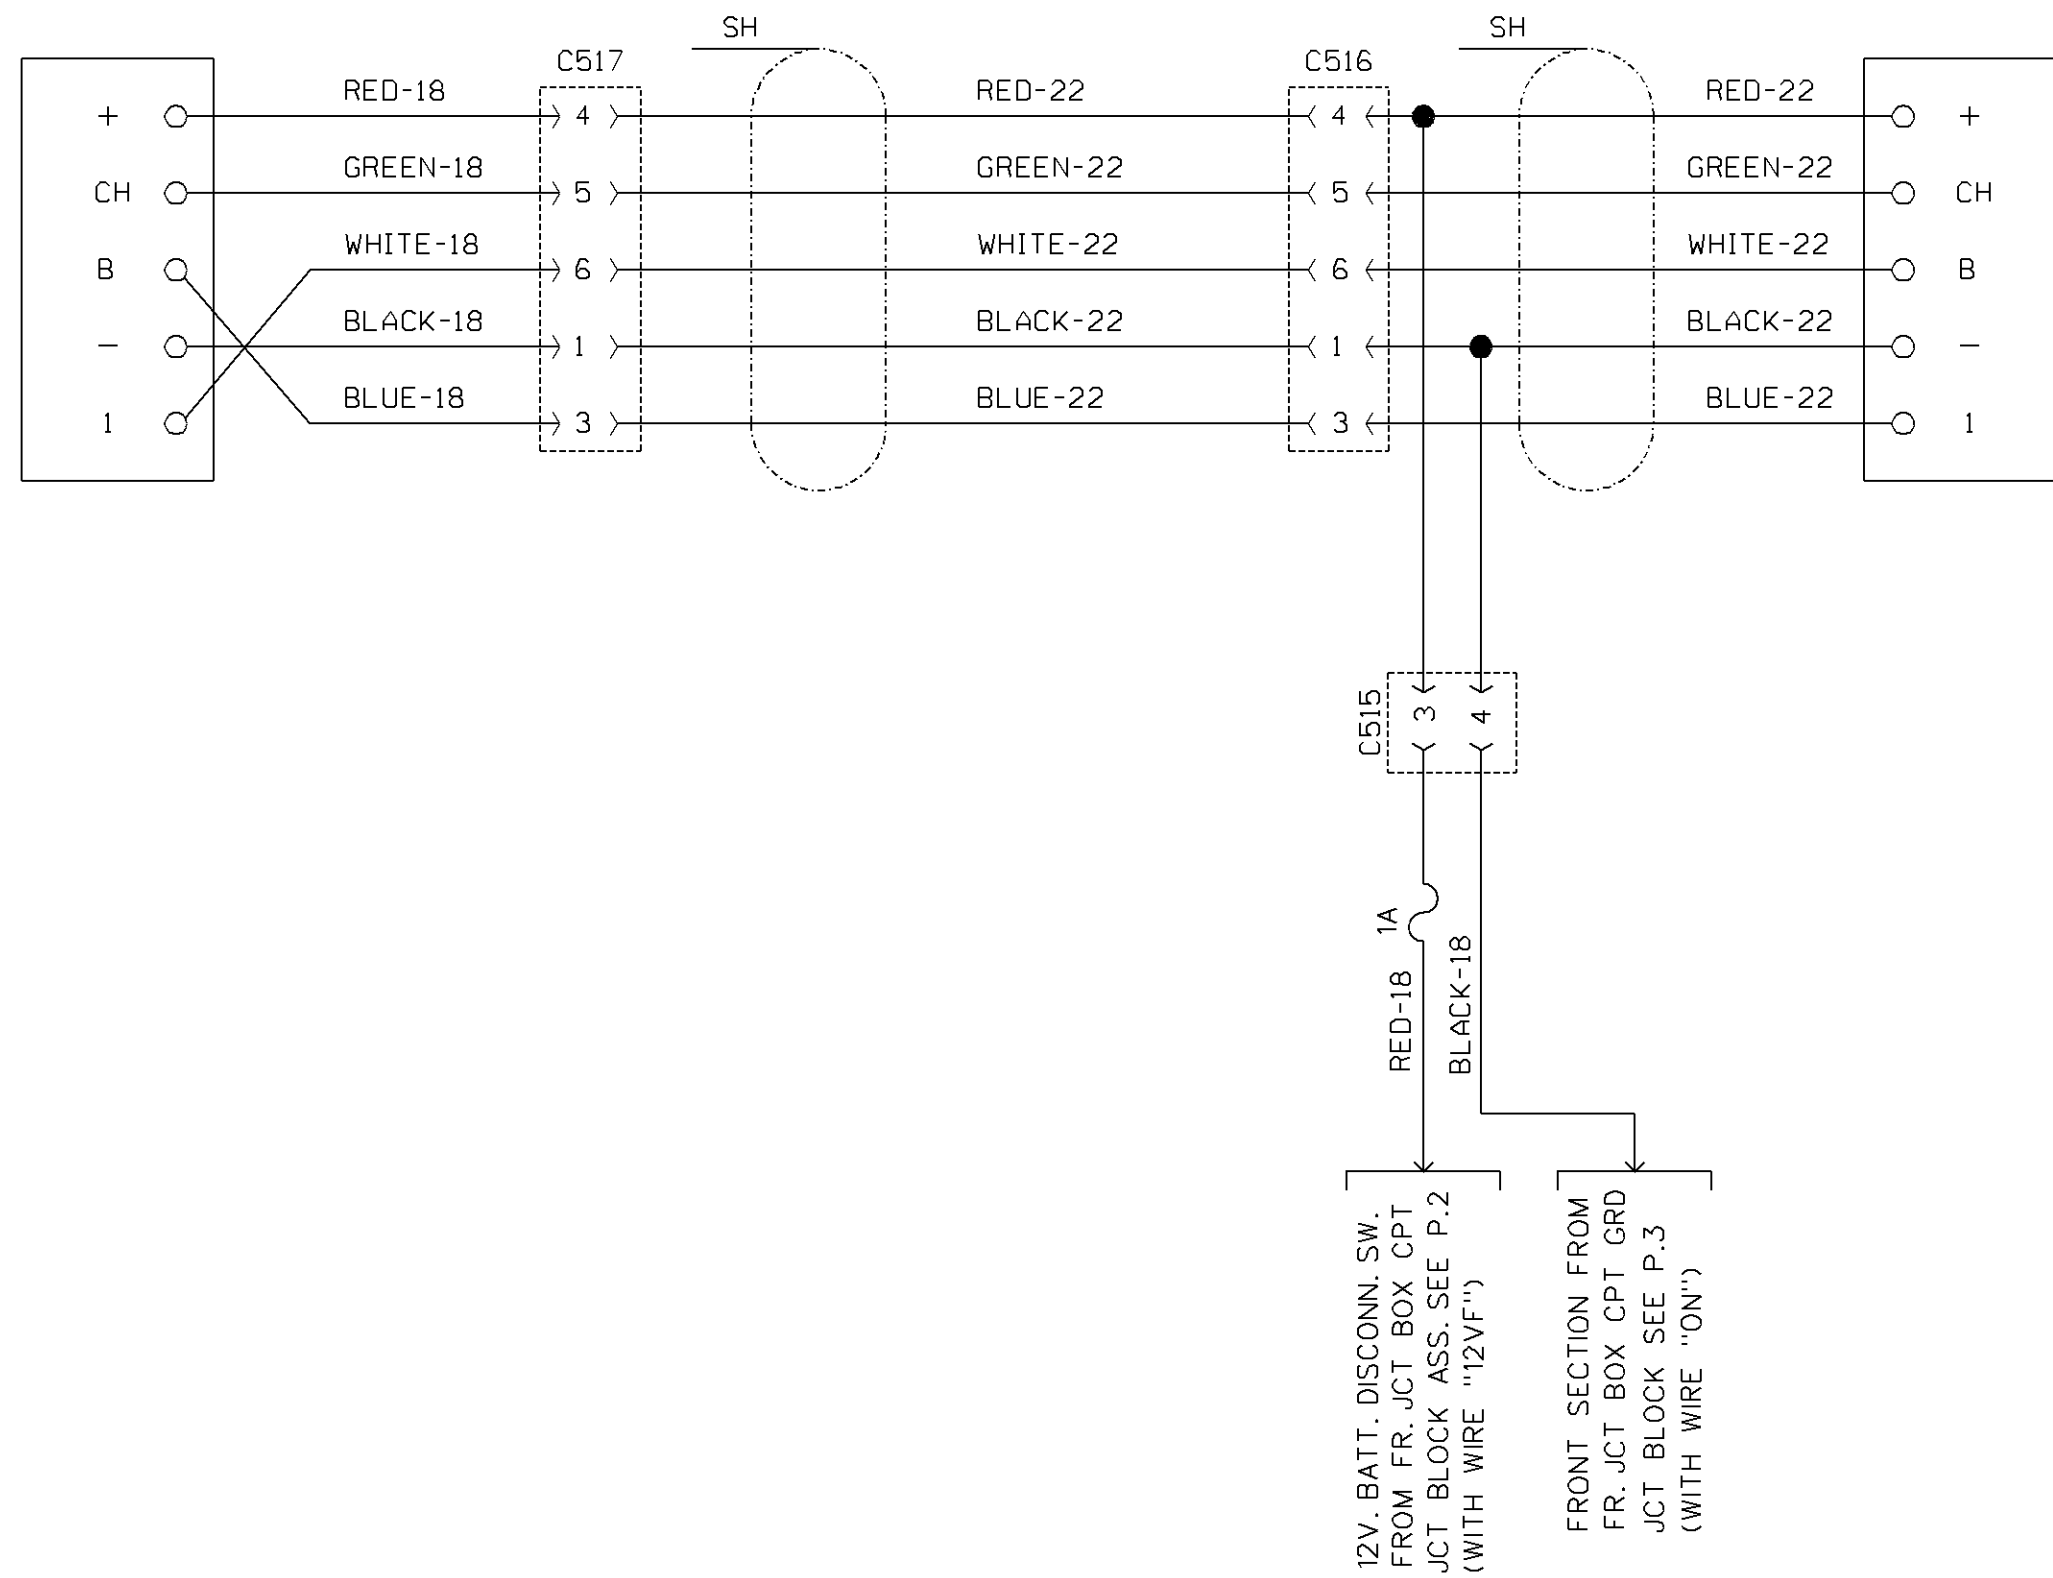 SH
SH
C517
C516
RED-18
RED-22
RED-22
+
4
4
+
GREEN-18
GREEN-22
GREEN-22
CH
5
5
CH
WHITE-18
WHITE-22
WHITE-22
B
6
6
B
BLACK-18
BLACK-22
BLACK-22
−
1
1
−
BLUE-18
BLUE-22
BLUE-22
1
3
3
1
C515
3
4
1A
RED-18
BLACK-18
12V. BATT. DISCONN. SW.
FROM FR. JCT BOX CPT
JCT BLOCK ASS. SEE P.2
(WITH WIRE "12VF")
FRONT SECTION FROM
FR. JCT BOX CPT GRD
JCT BLOCK SEE P.3
(WITH WIRE "ON")